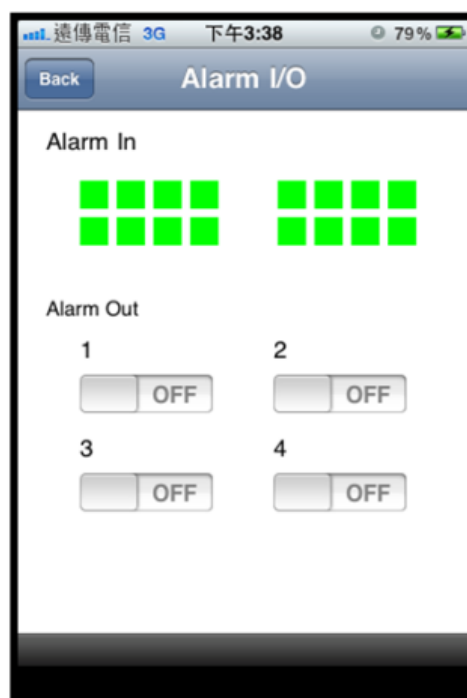 遠傳電信 3G 下午3:38 79%
Back Alarm I/O
Alarm In
Alarm Out
1 2
OFF OFF
3 4
OFF OFF